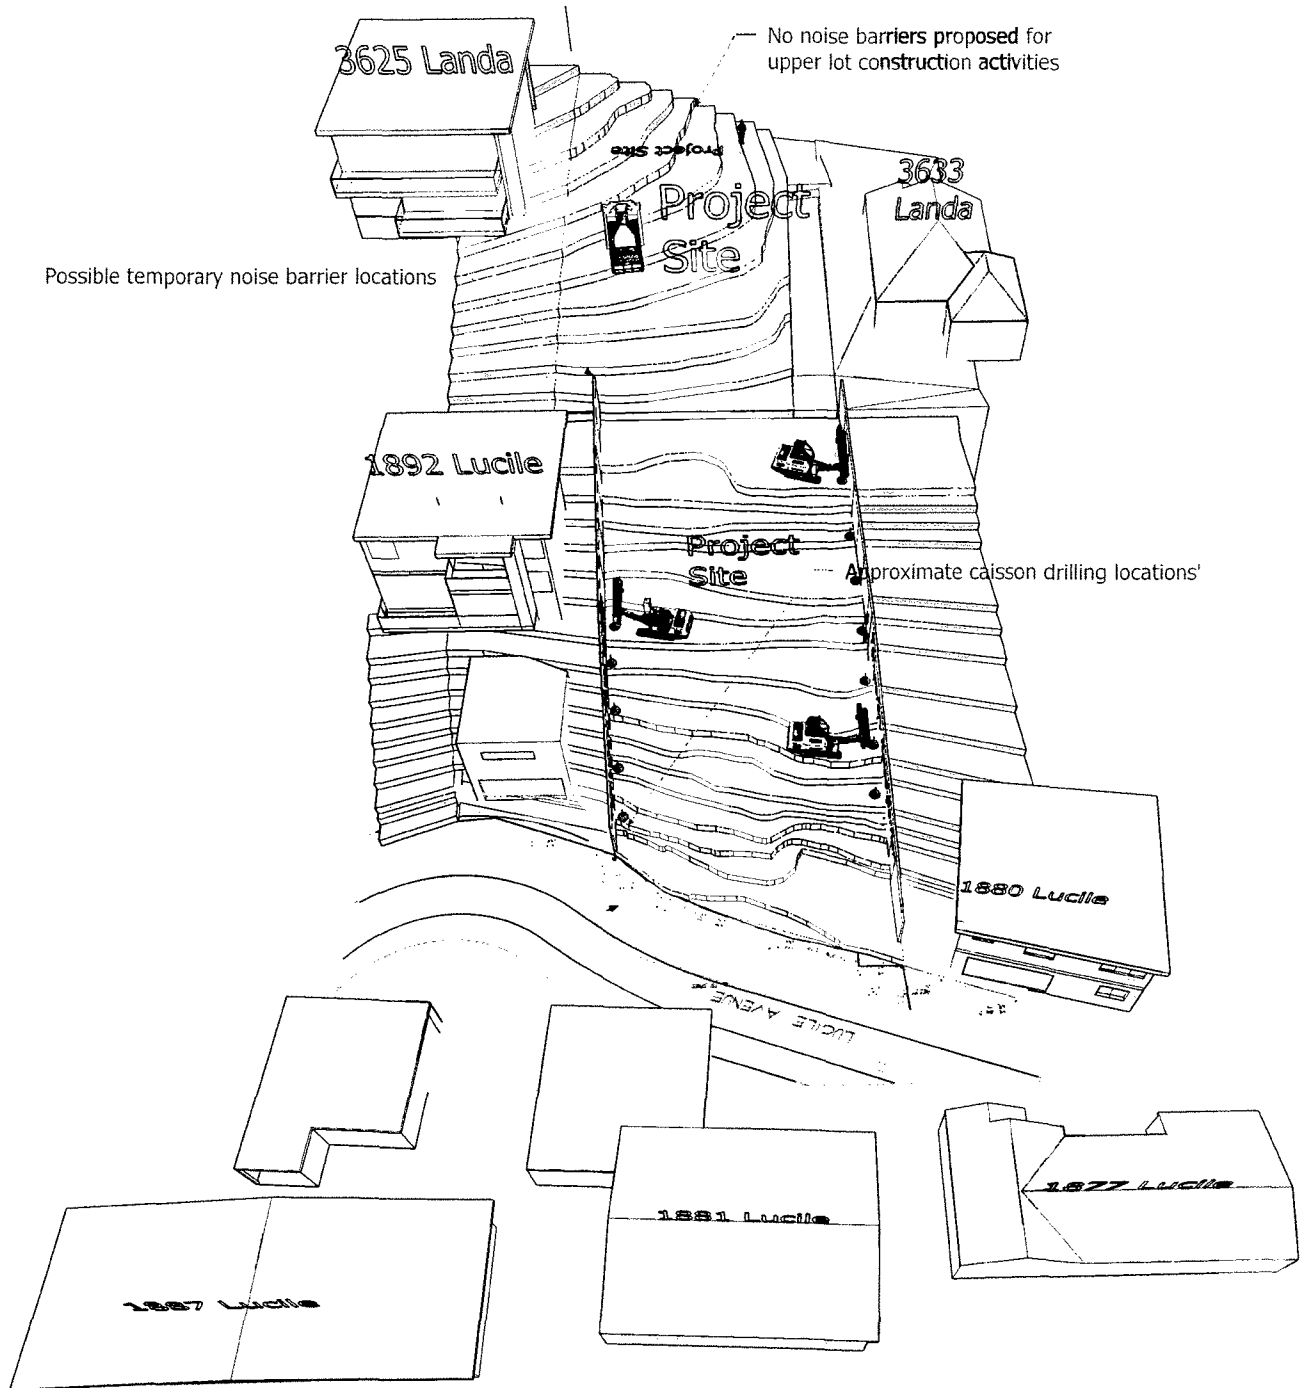 No noise barriers proposed for
upper lot construction activities
3625 Landa
Project Site
3633
Landa
Project
Site
Possible temporary noise barrier locations
1892 Lucile
Project
Site
Approximate caisson drilling locations'
1880 Lucile
LUCILE AVENUE
1877 Lucile
1881 Lucile
1887 Lucile